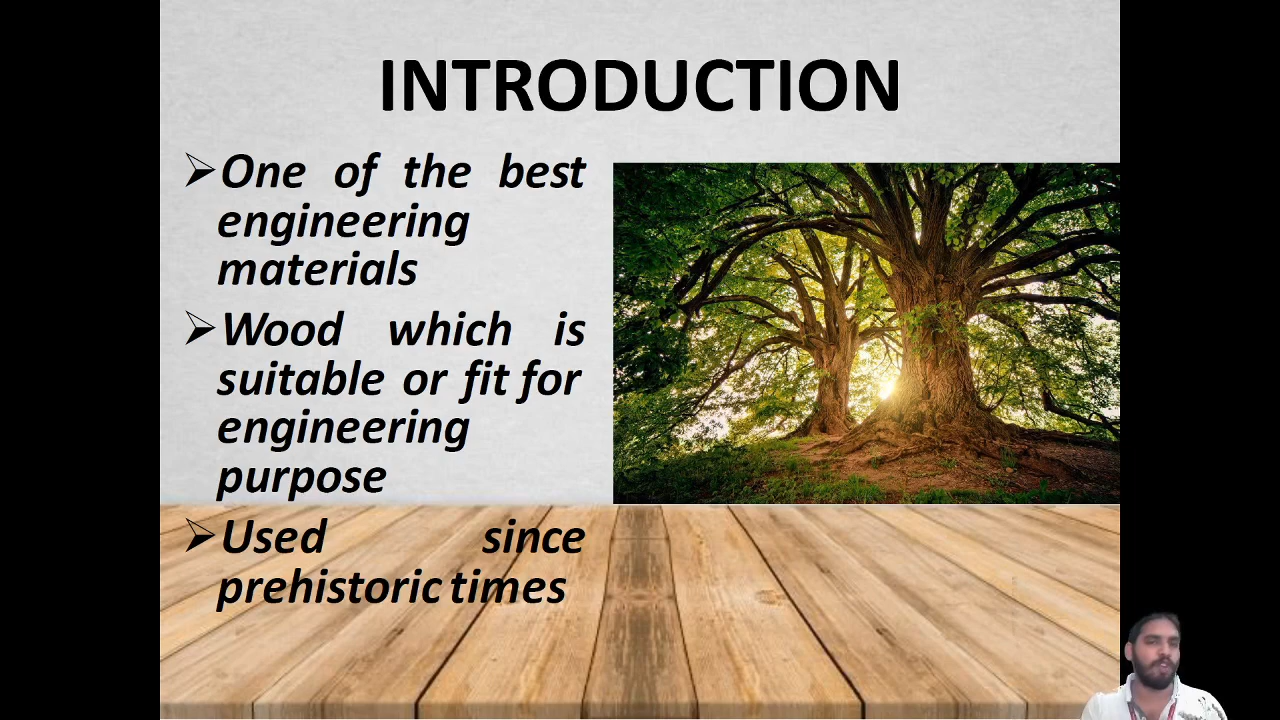 INTRODUCTION
➢One of the best
engineering
materials
➢Wood which is
suitable or fit for
engineering
purpose
➢Used since
prehistoric times